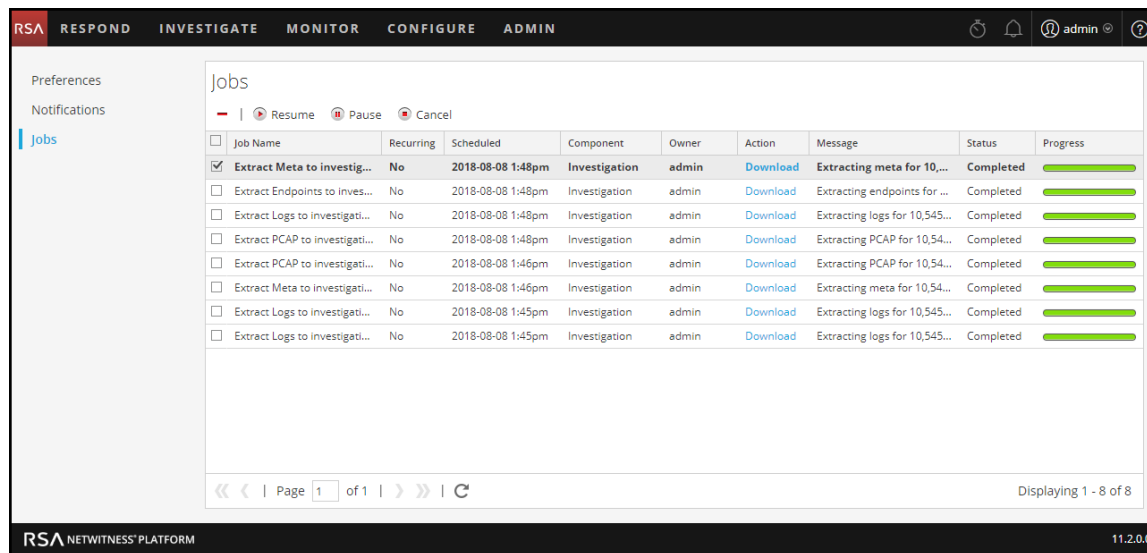 RSA RESPOND INVESTIGATE MONITOR CONFIGURE ADMIN admin ?
Preferences
Notifications
Jobs
Jobs
Resume Pause Cancel
Job Name Recurring Scheduled Component Owner Action Message Status Progress
Extract Meta to investig... No 2018-08-08 1:48pm Investigation admin Download Extracting meta for 10,... Completed
Extract Endpoints to inves... No 2018-08-08 1:48pm Investigation admin Download Extracting endpoints for ... Completed
Extract Logs to investigati... No 2018-08-08 1:48pm Investigation admin Download Extracting logs for 10,545... Completed
Extract PCAP to investigati... No 2018-08-08 1:48pm Investigation admin Download Extracting PCAP for 10,54... Completed
Extract PCAP to investigati... No 2018-08-08 1:46pm Investigation admin Download Extracting PCAP for 10,54... Completed
Extract Meta to investigati... No 2018-08-08 1:46pm Investigation admin Download Extracting meta for 10,54... Completed
Extract Logs to investigati... No 2018-08-08 1:45pm Investigation admin Download Extracting logs for 10,545... Completed
Extract Logs to investigati... No 2018-08-08 1:45pm Investigation admin Download Extracting logs for 10,545... Completed
Page 1 of 1 Displaying 1 - 8 of 8
RSA NETWITNESS® PLATFORM 11.2.0.